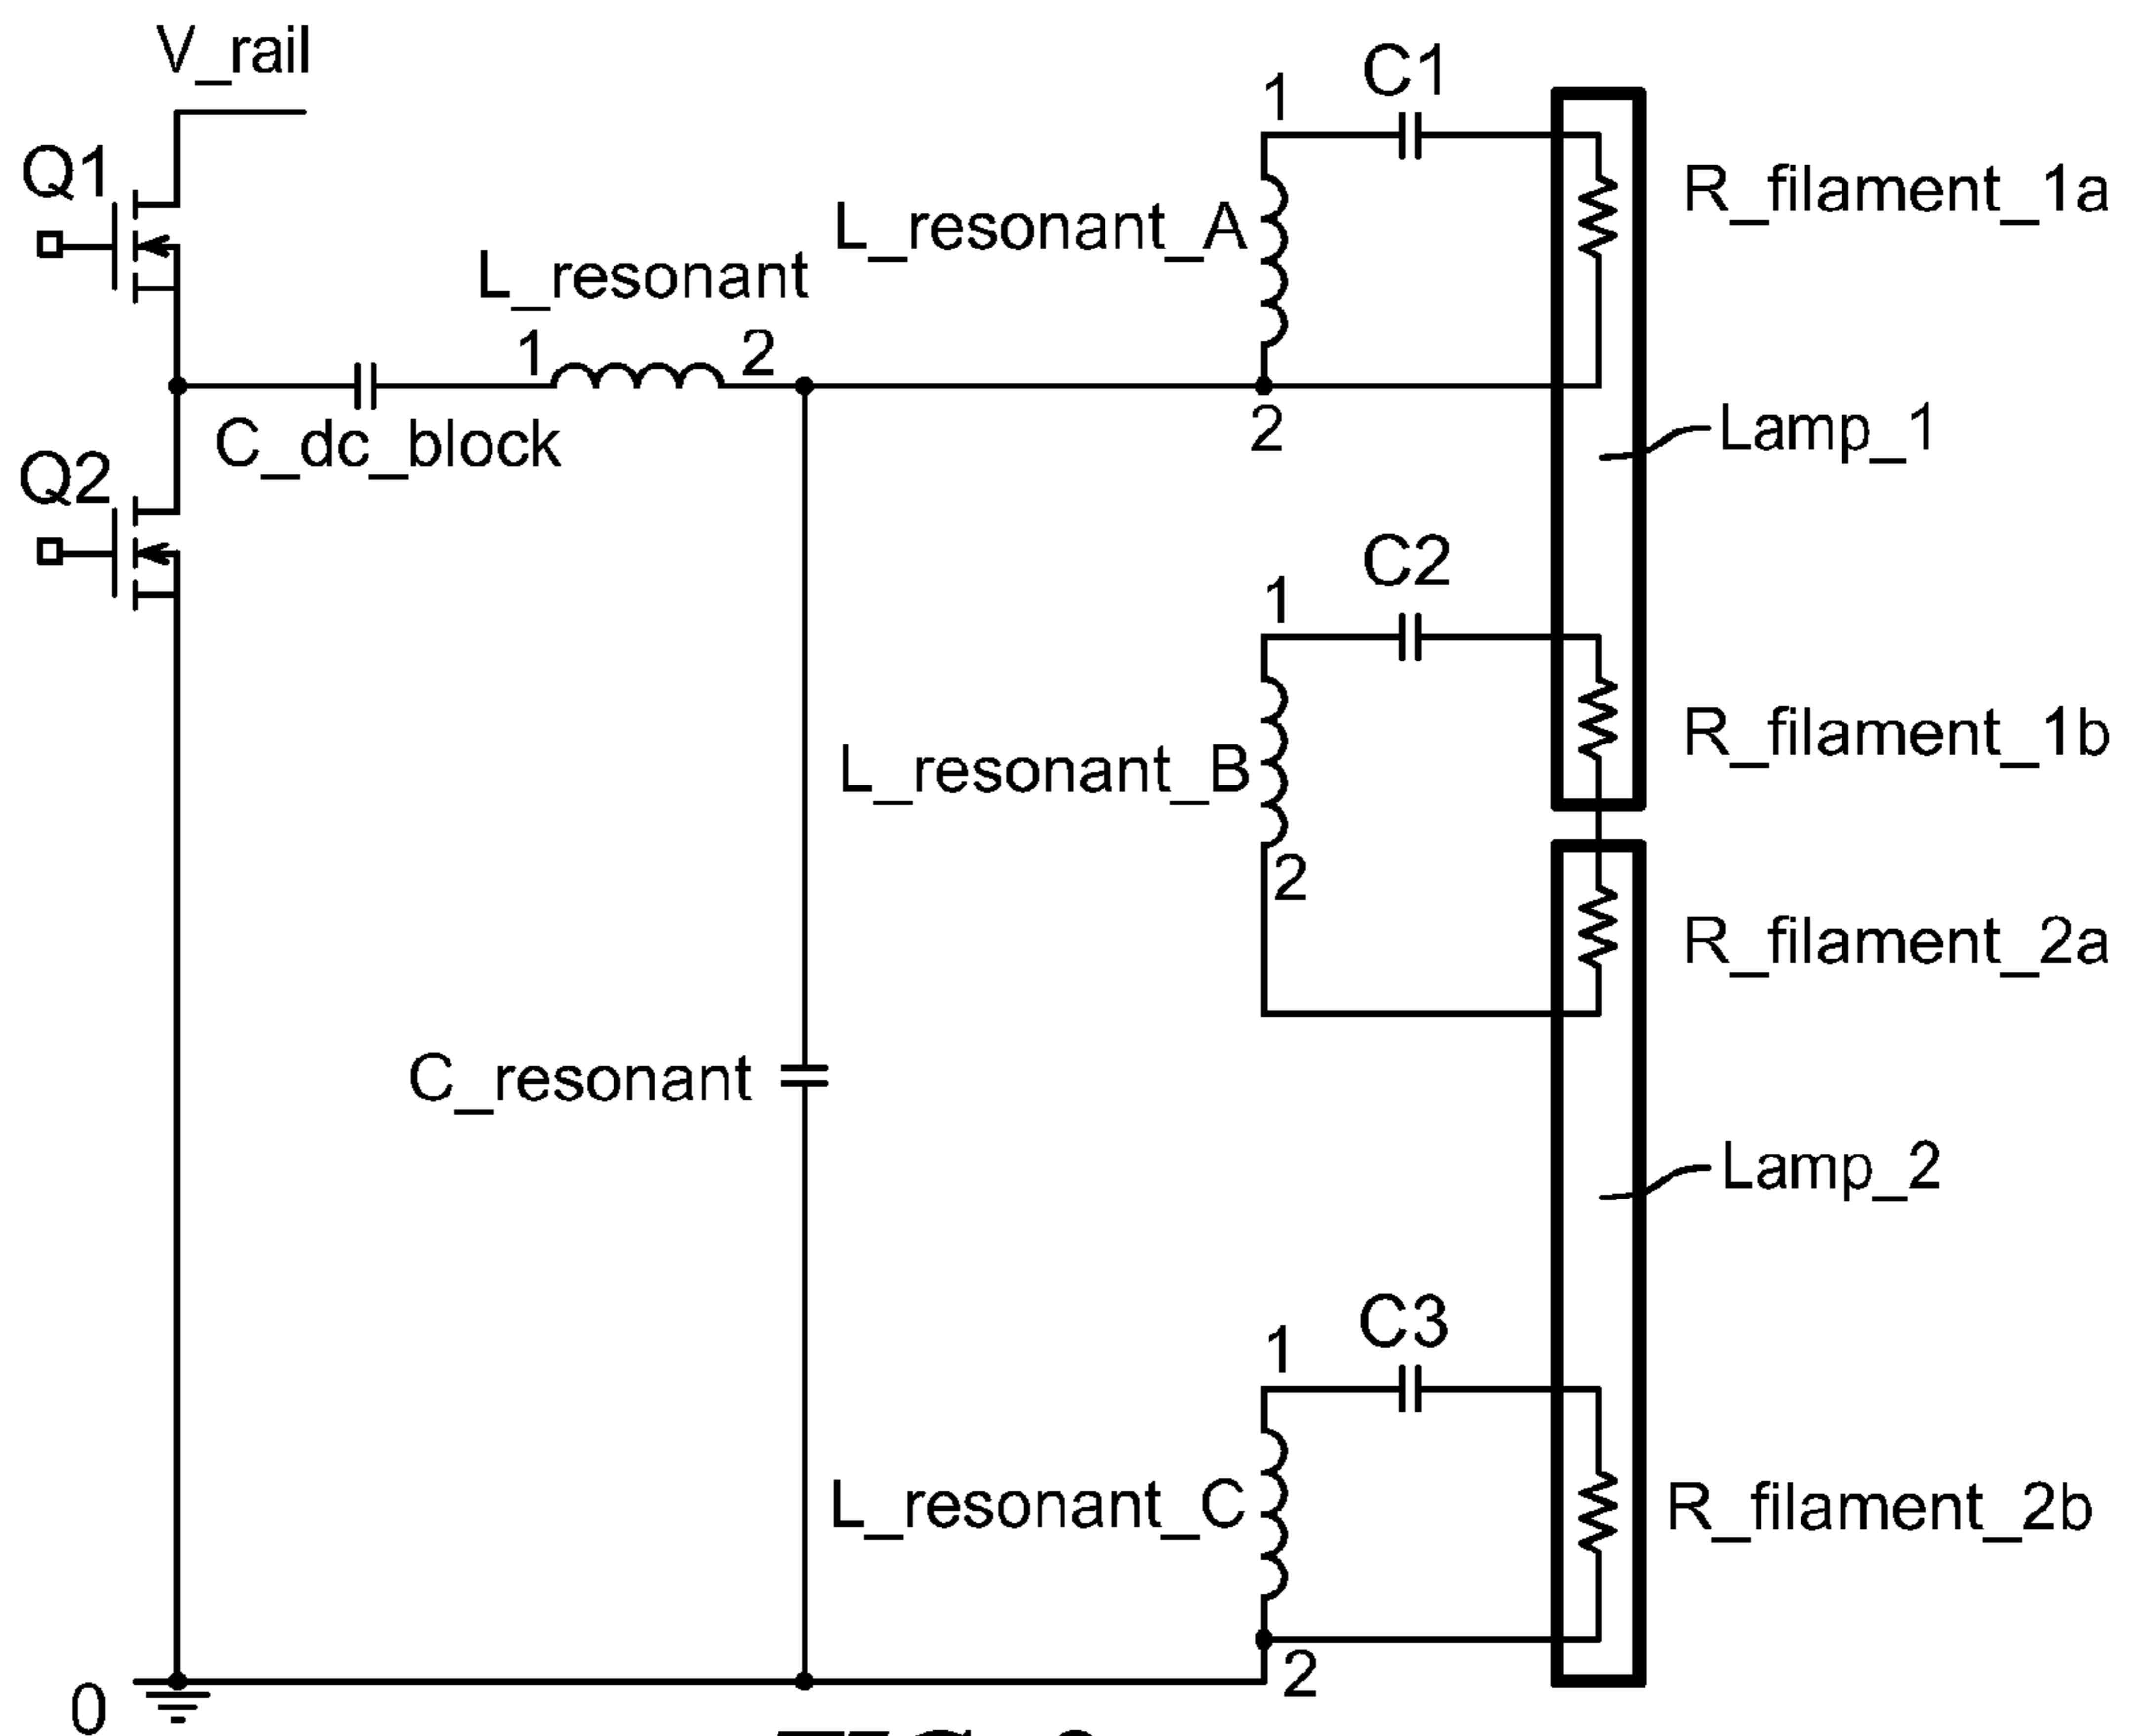 V_rail
Q1
L_resonant
1
2
C_dc_block
Q2
C_resonant
0
1
C1
L_resonant_A
2
R_filament_1a
Lamp_1
1
C2
L_resonant_B
2
R_filament_1b
R_filament_2a
Lamp_2
1
C3
L_resonant_C
2
R_filament_2b